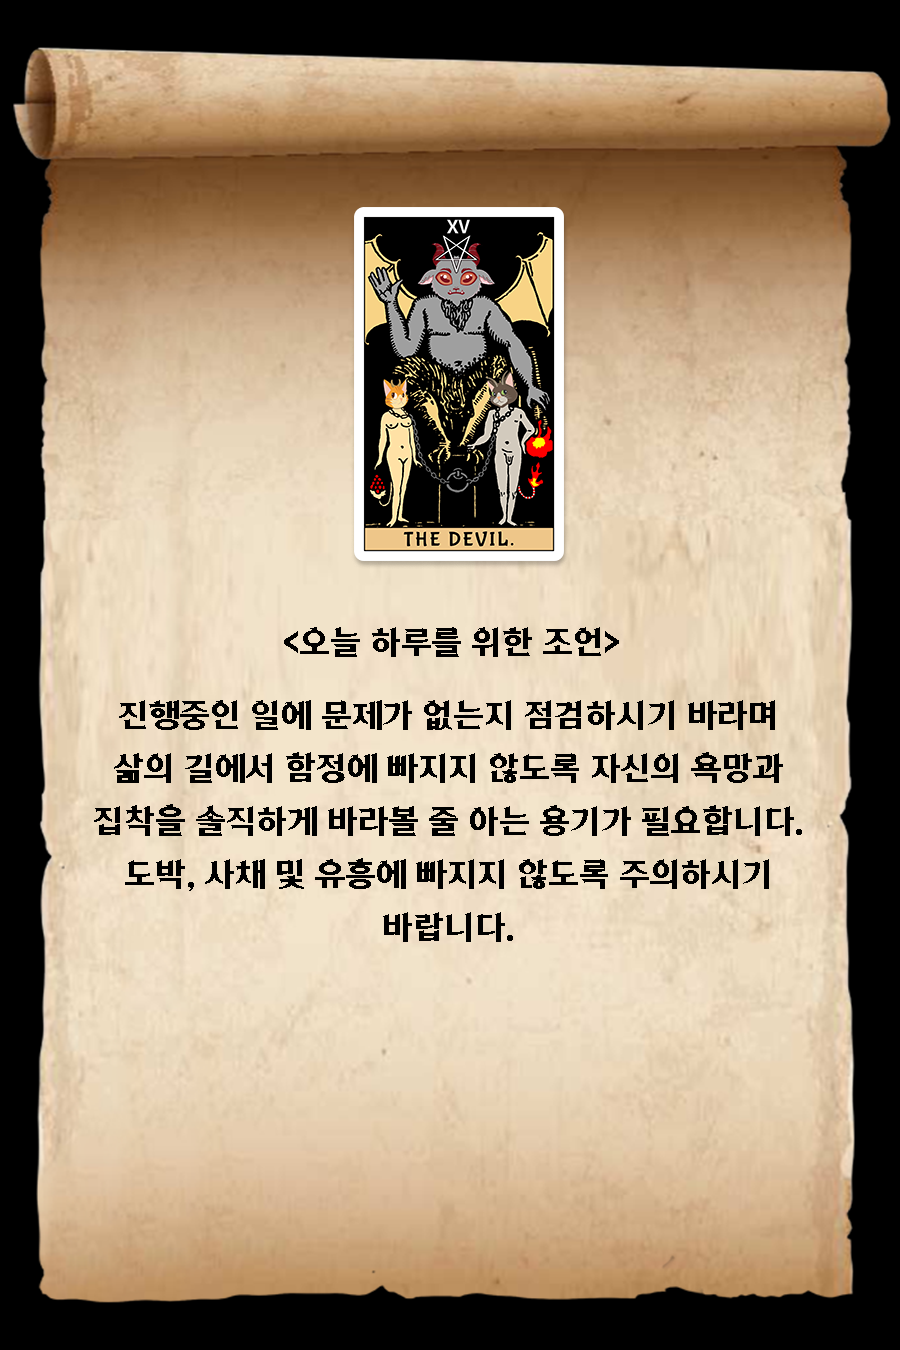 XV
THE DEVIL.
<오늘 하루를 위한 조언>
진행중인 일에 문제가 없는지 점검하시기 바라며
삶의 길에서 함정에 빠지지 않도록 자신의 욕망과
집착을 솔직하게 바라볼 줄 아는 용기가 필요합니다.
도박, 사채 및 유흥에 빠지지 않도록 주의하시기
바랍니다.